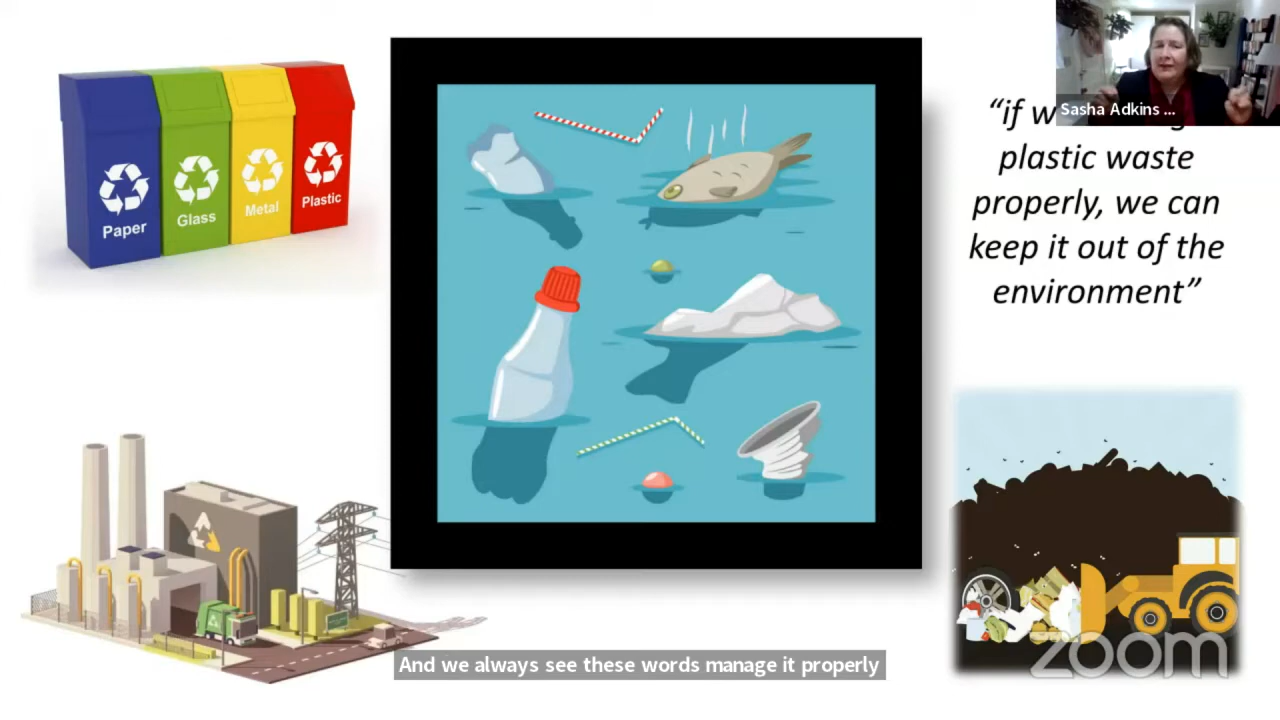 Paper
Glass
Metal
Plastic
Sasha Adkins ...
“if w
plastic waste
properly, we can
keep it out of the
environment”
And we always see these words manage it properly
zoom